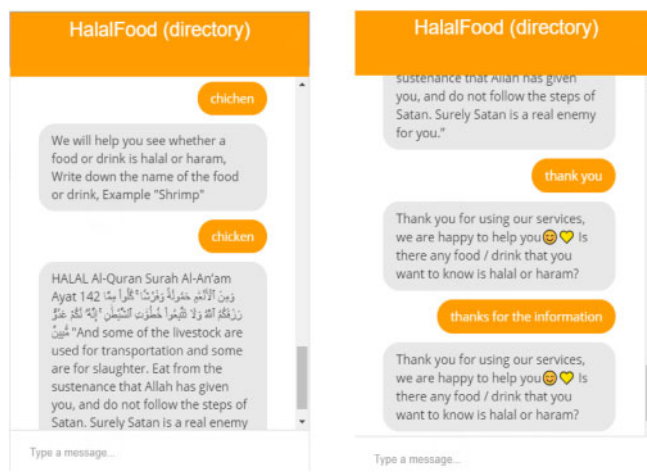 HalalFood (directory)
chichen
We will help you see whether a
food or drink is halal or haram,
Write down the name of the food
or drink, Example "Shrimp"
chicken
HALAL Al-Quran Surah Al-An'am
Ayat 142 وَمِنَ ٱلْأَنْعَٰمِ حَمُولَةً وَفَرْشًا ۚ كُلُوا۟ مِمَّا
رَزَقَكُمُ ٱللَّهُ وَلَا تَتَّبِعُوا۟ خُطُوَٰتِ ٱلشَّيْطَٰنِ ۚ إِنَّهُۥ لَكُمْ عَدُوٌّ
مُّبِينٌ "And some of the livestock are
used for transportation and some
are for slaughter. Eat from the
sustenance that Allah has given
you, and do not follow the steps of
Satan. Surely Satan is a real enemy
Type a message...
HalalFood (directory)
sustenance that Allah has given
you, and do not follow the steps of
Satan. Surely Satan is a real enemy
for you."
thank you
Thank you for using our services,
we are happy to help you😊💛 Is
there any food / drink that you
want to know is halal or haram?
thanks for the information
Thank you for using our services,
we are happy to help you😊💛 Is
there any food / drink that you
want to know is halal or haram?
Type a message...